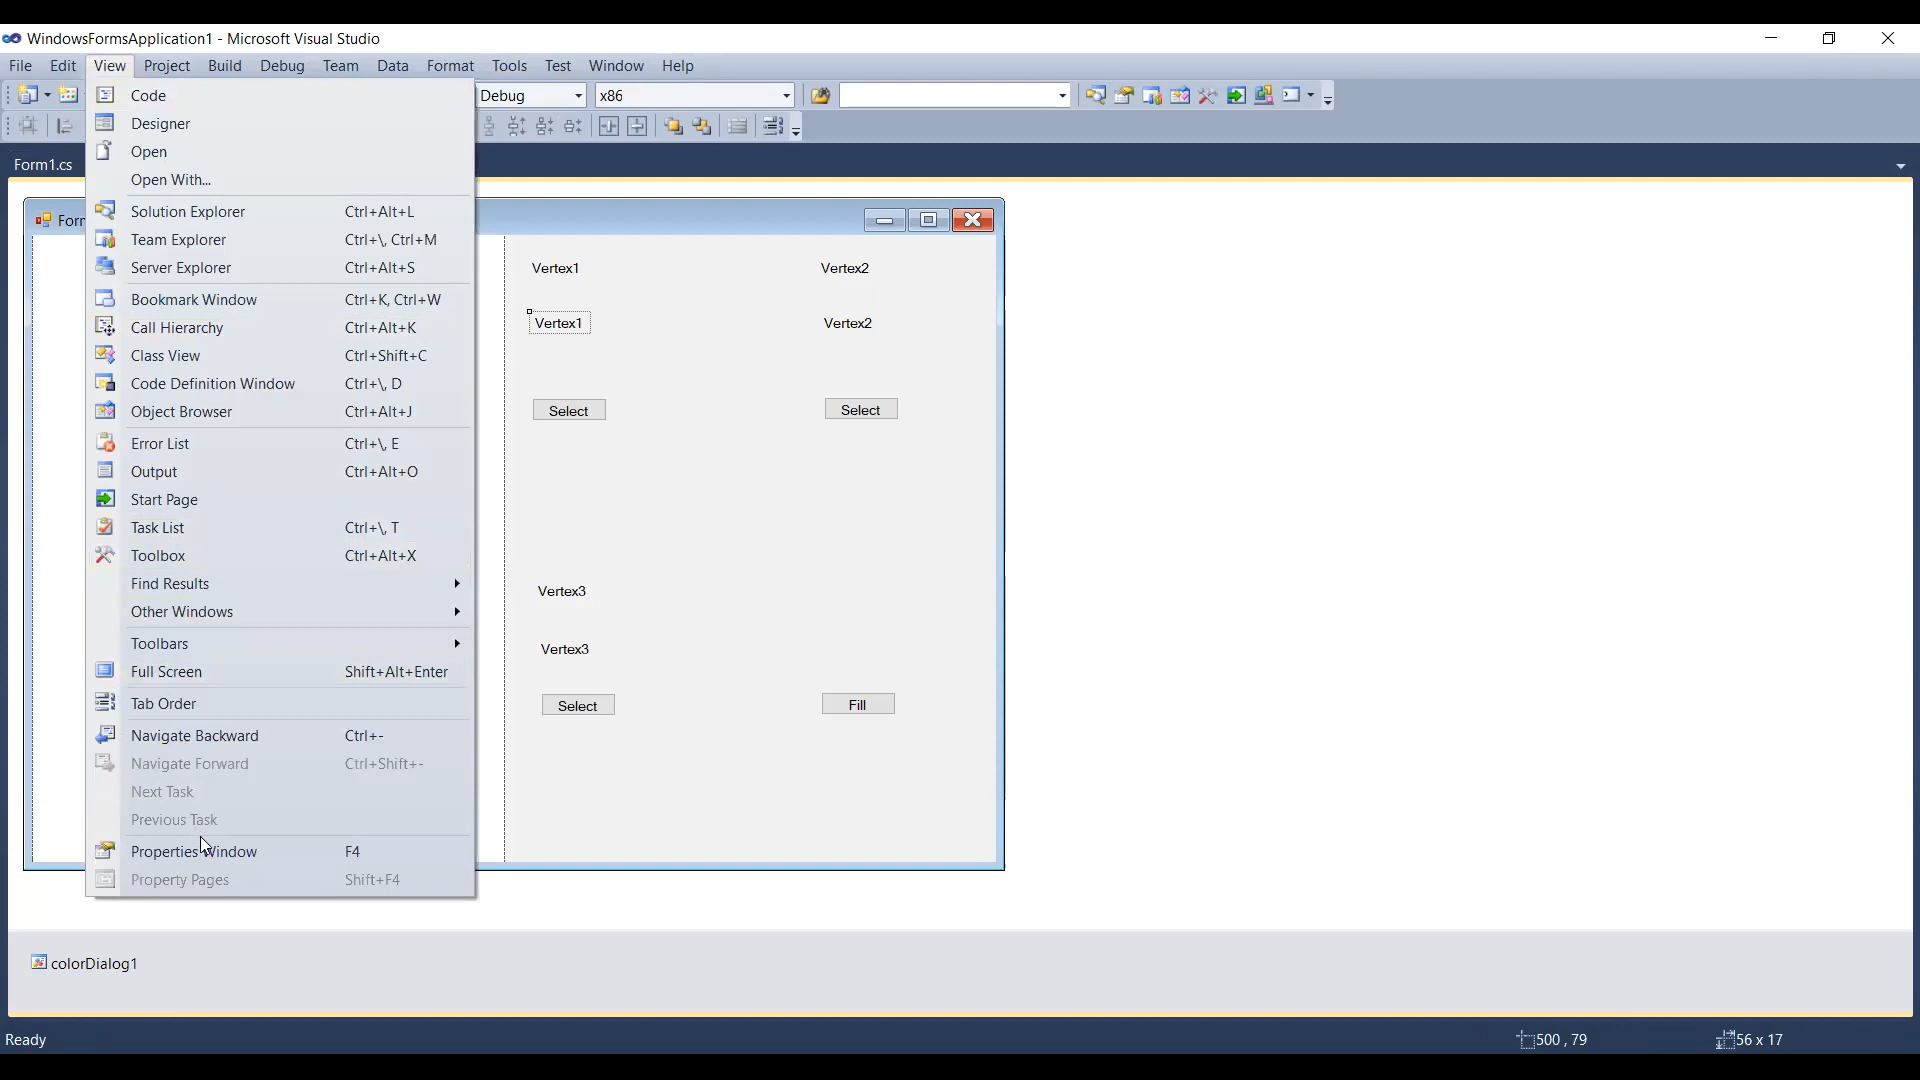 WindowsFormsApplication1 - Microsoft Visual Studio
File Edit View Project Build Debug Team Data Format Tools Test Window Help
Code
Debug x86
Designer
Open
Form1.cs
Open With...
Solution Explorer Ctrl+Alt+L
Form
Team Explorer Ctrl+\, Ctrl+M
Server Explorer Ctrl+Alt+S
Vertex1 Vertex2
Bookmark Window Ctrl+K, Ctrl+W
Call Hierarchy Ctrl+Alt+K
Vertex1 Vertex2
Class View Ctrl+Shift+C
Code Definition Window Ctrl+\, D
Object Browser Ctrl+Alt+J
Select Select
Error List Ctrl+\, E
Output Ctrl+Alt+O
Start Page
Task List Ctrl+\, T
Toolbox Ctrl+Alt+X
Find Results
Vertex3
Other Windows
Toolbars
Vertex3
Full Screen Shift+Alt+Enter
Tab Order
Select Fill
Navigate Backward Ctrl+-
Navigate Forward Ctrl+Shift+-
Next Task
Previous Task
Properties Window F4
Property Pages Shift+F4
colorDialog1
Ready 500 , 79 56 x 17